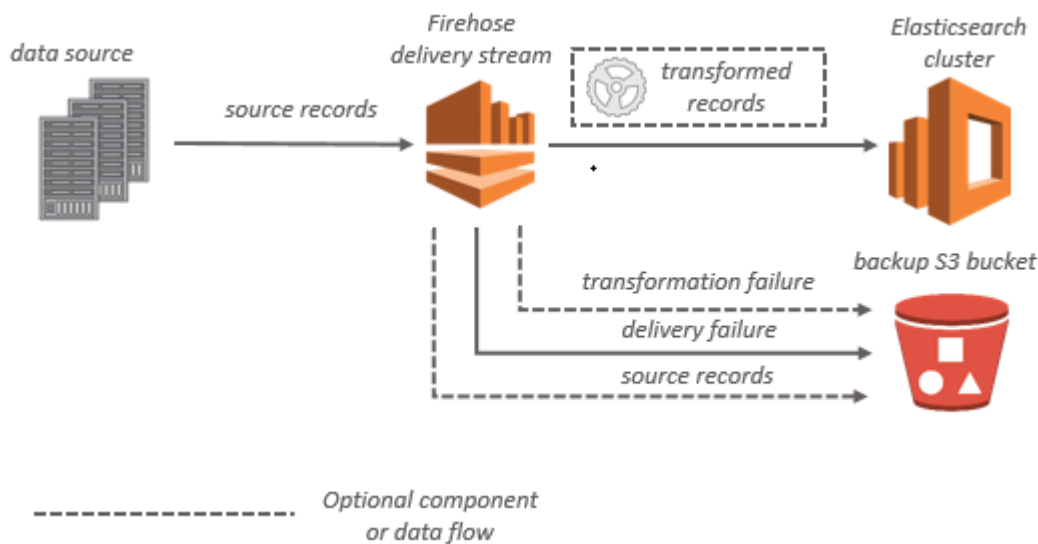 data source
source records
Firehose
delivery stream
transformed
records
Elasticsearch
cluster
backup S3 bucket
transformation failure
delivery failure
source records
Optional component
or data flow